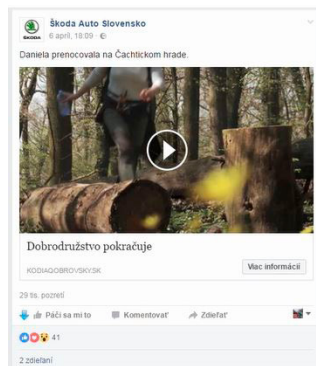 Škoda Auto Slovensko
6 apríl, 18:09 ·
Daniela prenocovala na Čachtickom hrade.
Dobrodružstvo pokračuje
KODIAQOBROVSKY.SK
Viac informácií
29 tis. pozretí
Páči sa mi to Komentovať Zdieľať
41
2 zdieľaní